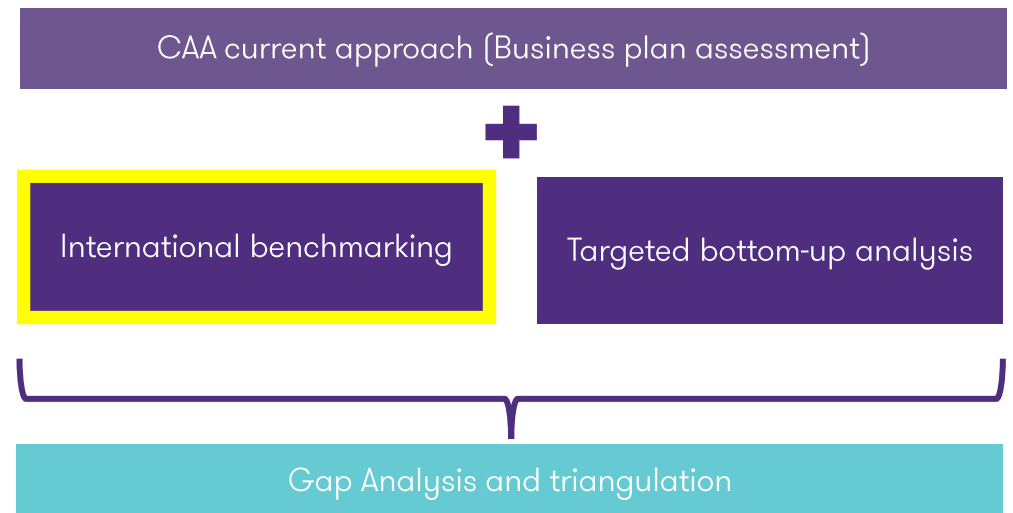 CAA current approach (Business plan assessment)
International benchmarking
Targeted bottom-up analysis
Gap Analysis and triangulation